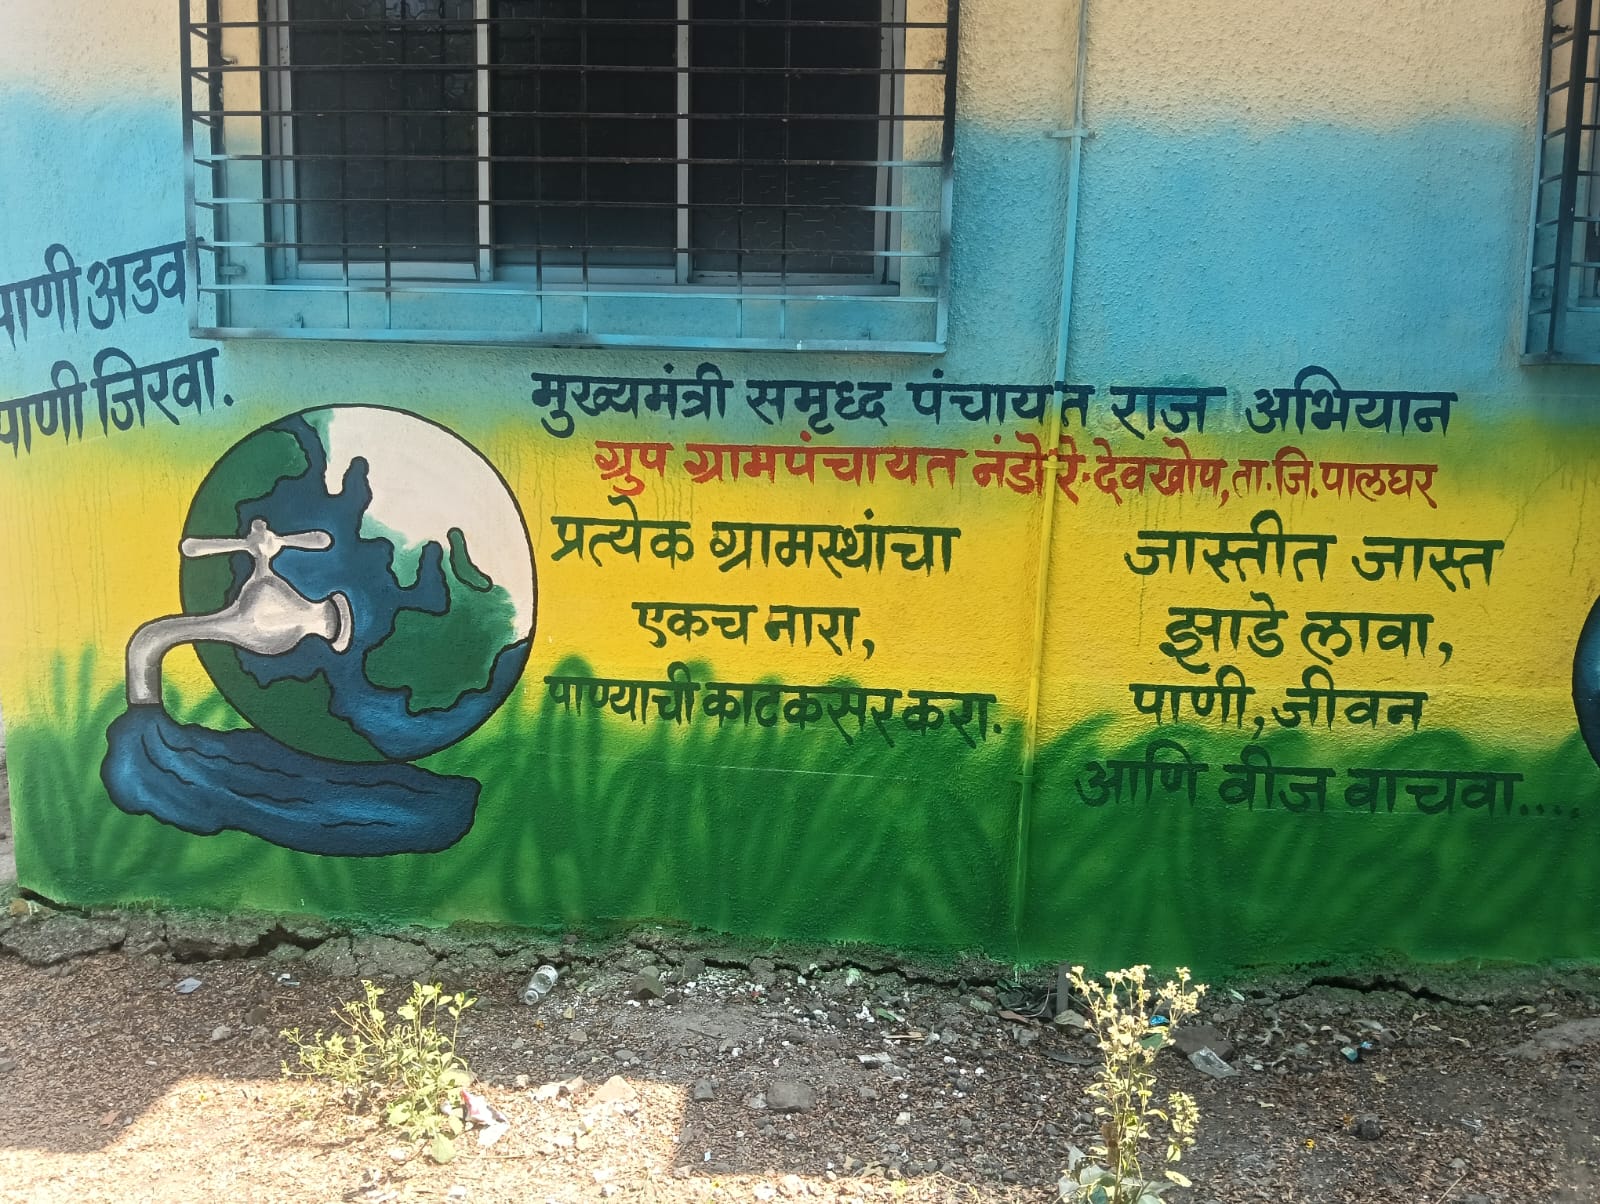 पाणी अडवा
पाणी जिरवा.
मुख्यमंत्री समृध्द पंचायत राज अभियान
ग्रुप ग्रामपंचायत नंडोरे-देवखोप, ता.जि.पालघर
प्रत्येक ग्रामस्थांचा
एकच नारा,
पाण्याची काटकसर करा.
जास्तीत जास्त
झाडे लावा,
पाणी, जीवन
आणि वीज वाचवा....